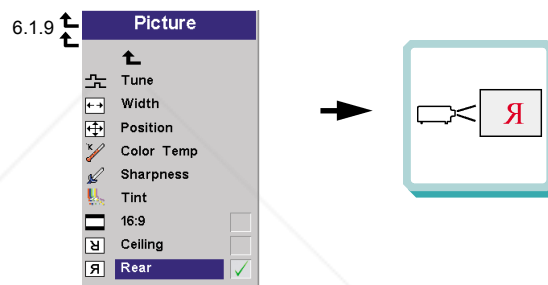 6.1.9
Picture
Tune
Width
Position
K Color Temp
Sharpness
Tint
16:9
Ceiling
Я Rear
Я